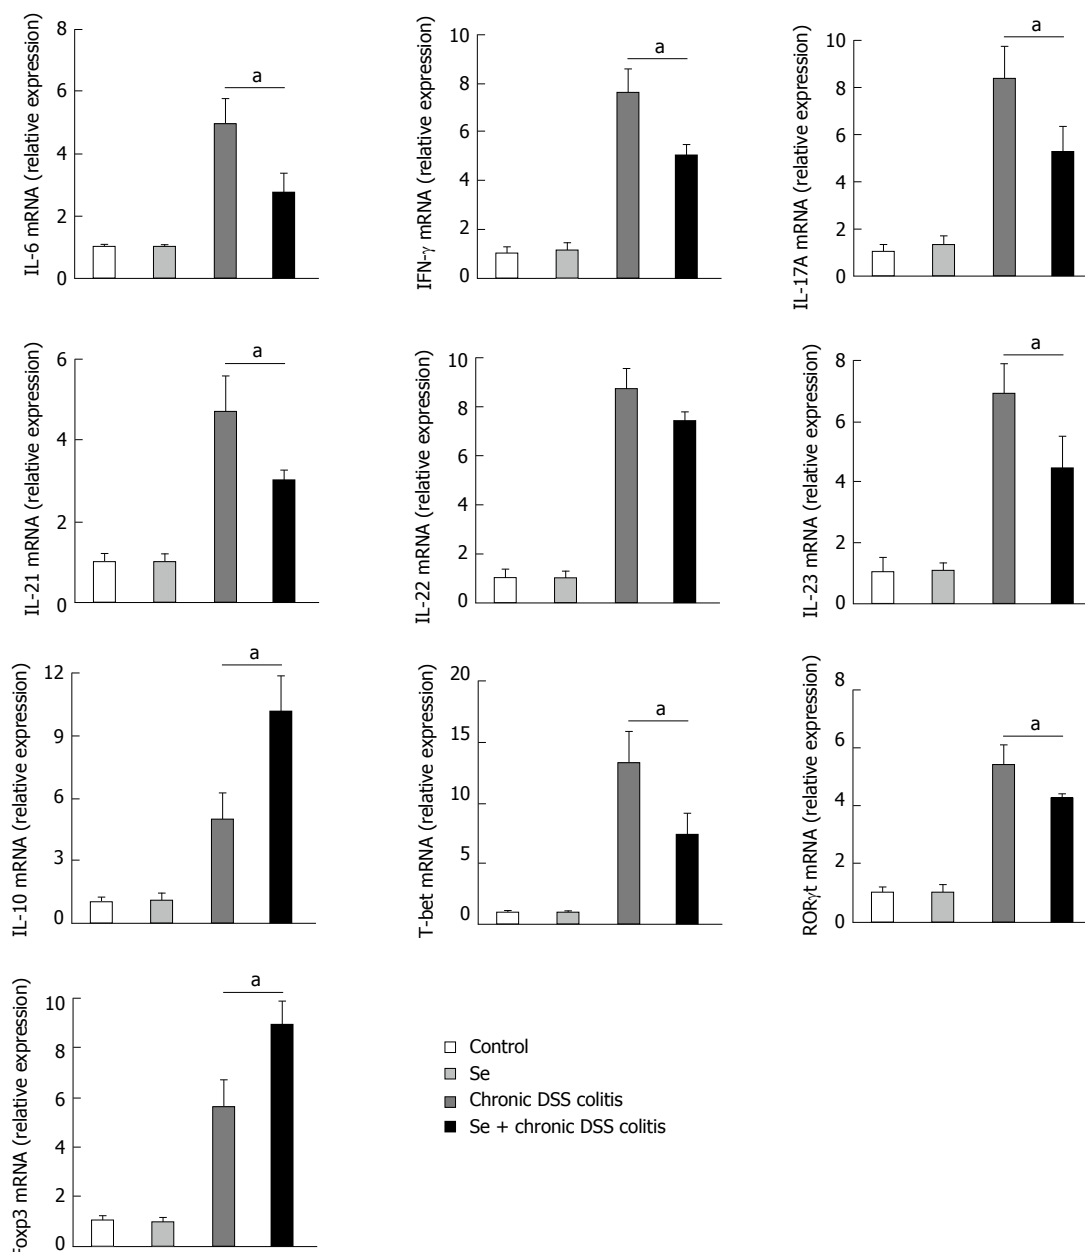 IL-6 mRNA (relative expression)
8
6
4
2
0
a
IFN-γ mRNA (relative expression)
10
8
6
4
2
0
a
IL-17A mRNA (relative expression)
10
8
6
4
2
0
a
IL-21 mRNA (relative expression)
6
4
2
0
a
IL-22 mRNA (relative expression)
10
8
6
4
2
0
IL-23 mRNA (relative expression)
8
6
4
2
0
a
IL-10 mRNA (relative expression)
12
9
6
3
0
a
T-bet mRNA (relative expression)
20
15
10
5
0
a
RORγt mRNA (relative expression)
8
6
4
2
0
a
Foxp3 mRNA (relative expression)
10
8
6
4
2
0
a
Control
Se
Chronic DSS colitis
Se + chronic DSS colitis